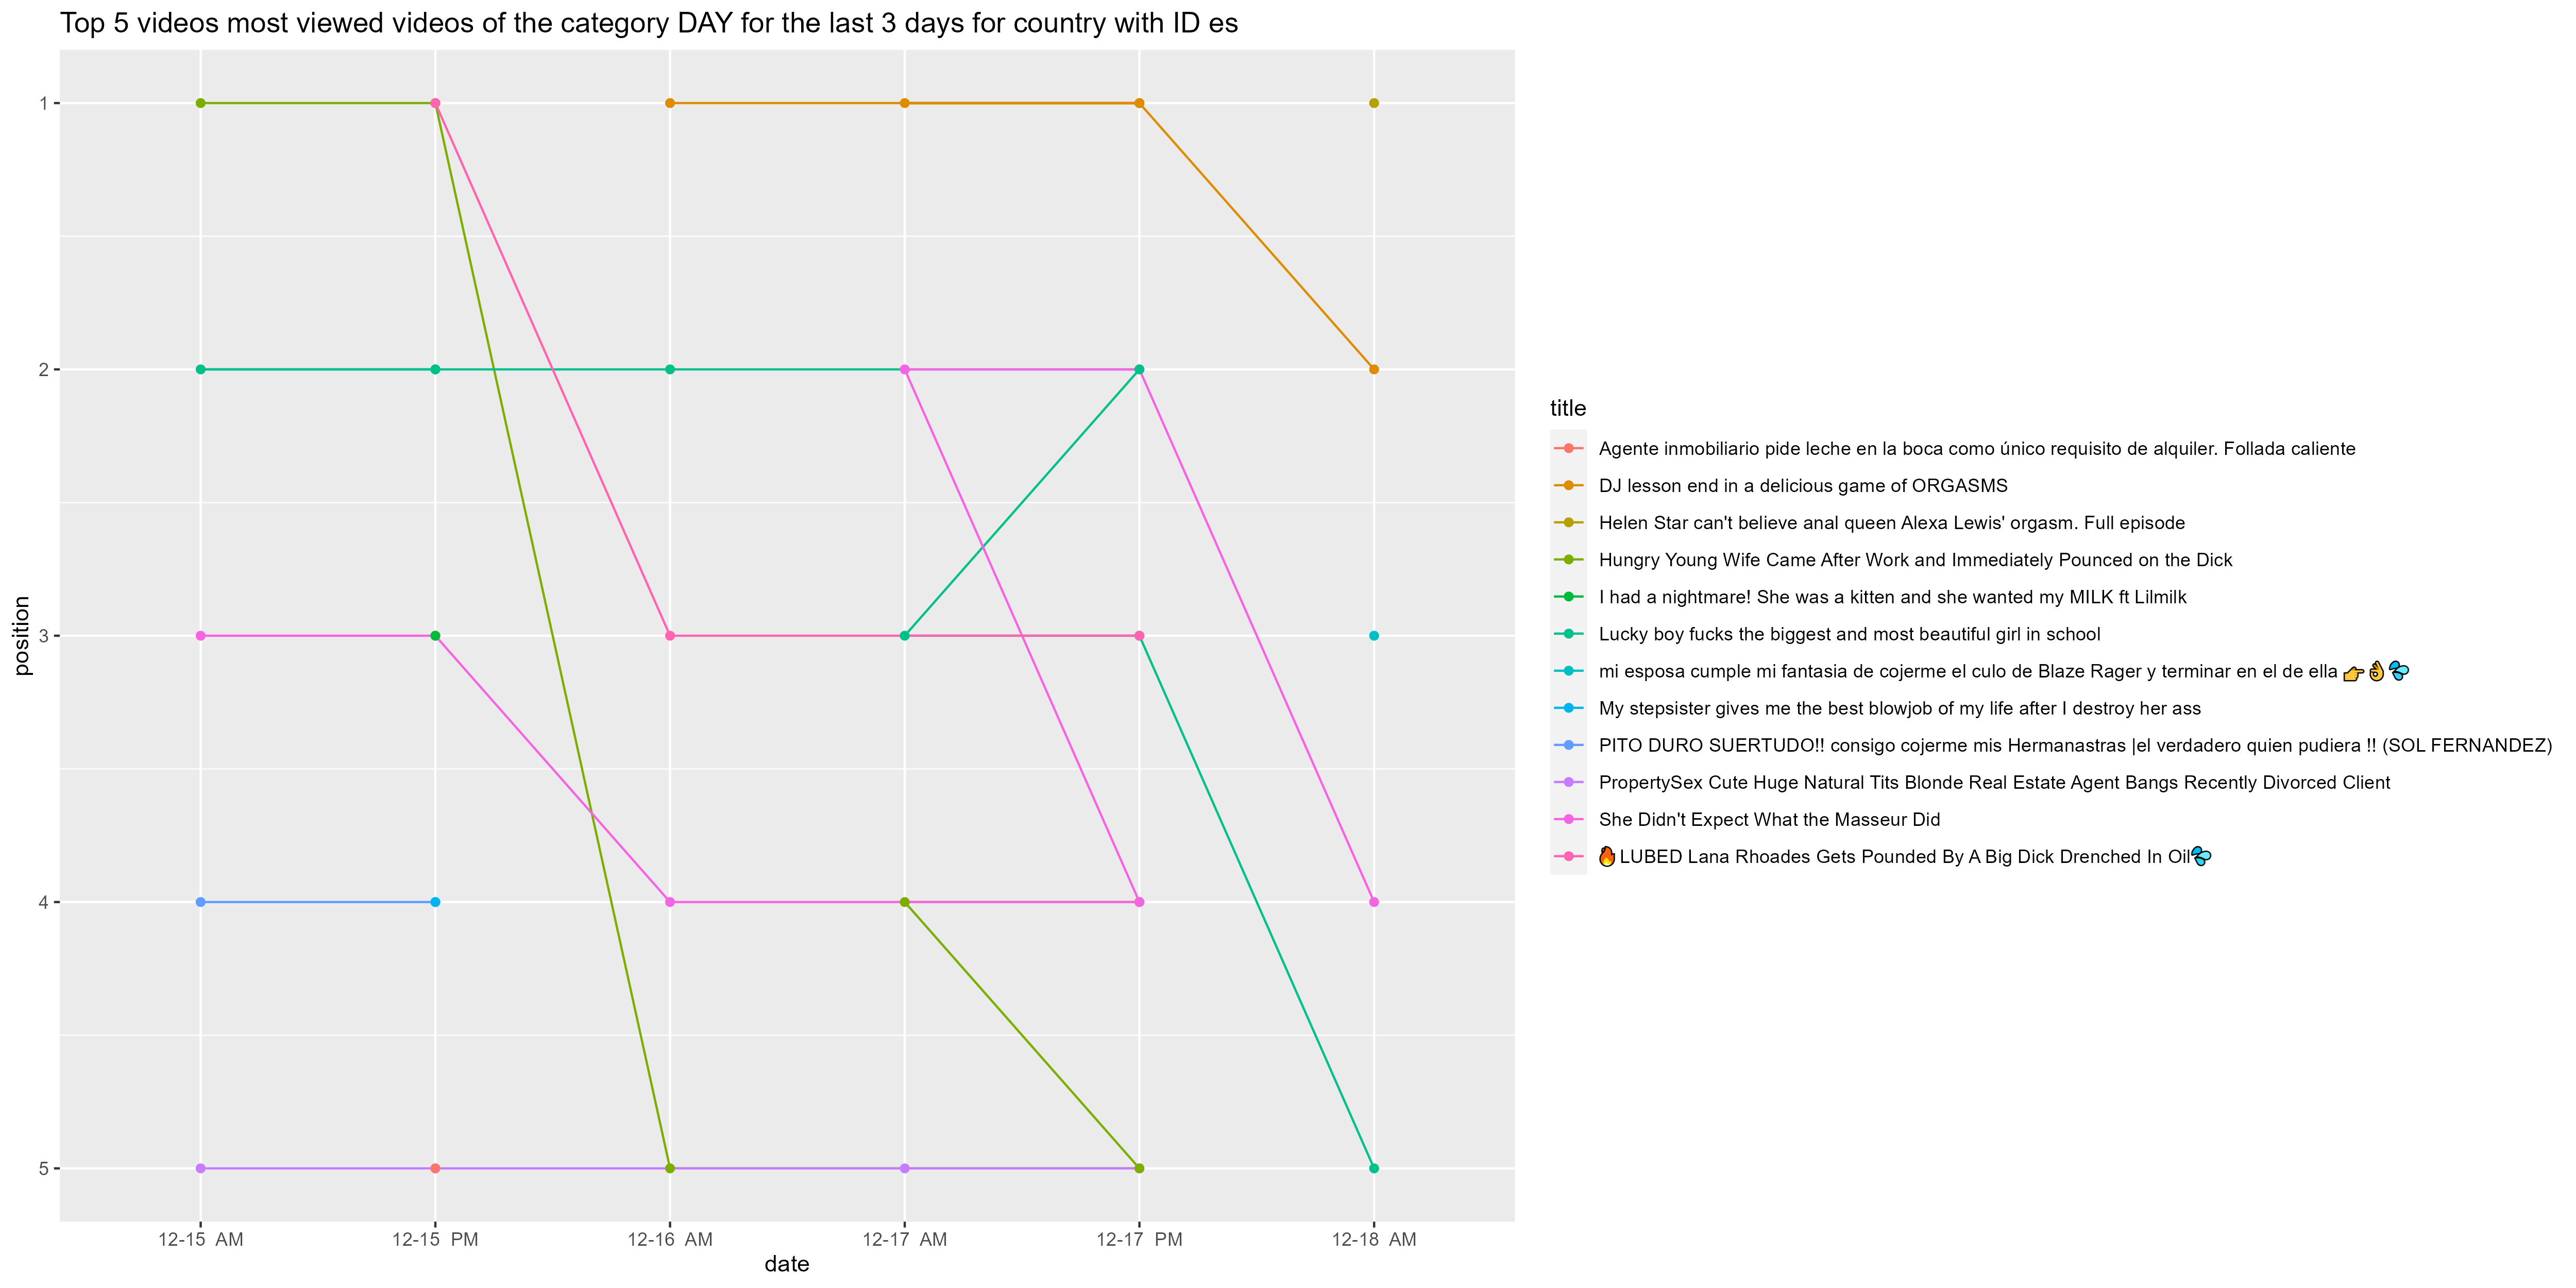 Top 5 videos most viewed videos of the category DAY for the last 3 days for country with ID es
position
1
2
3
4
5
12-15 AM
12-15 PM
12-16 AM
12-17 AM
12-17 PM
12-18 AM
date
title
Agente inmobiliario pide leche en la boca como único requisito de alquiler. Follada caliente
DJ lesson end in a delicious game of ORGASMS
Helen Star can't believe anal queen Alexa Lewis' orgasm. Full episode
Hungry Young Wife Came After Work and Immediately Pounced on the Dick
I had a nightmare! She was a kitten and she wanted my MILK ft Lilmilk
Lucky boy fucks the biggest and most beautiful girl in school
mi esposa cumple mi fantasia de cojerme el culo de Blaze Rager y terminar en el de ella 👉👌💦
My stepsister gives me the best blowjob of my life after I destroy her ass
PITO DURO SUERTUDO!! consigo cojerme mis Hermanastras |el verdadero quien pudiera !! (SOL FERNANDEZ)
PropertySex Cute Huge Natural Tits Blonde Real Estate Agent Bangs Recently Divorced Client
She Didn't Expect What the Masseur Did
🔥LUBED Lana Rhoades Gets Pounded By A Big Dick Drenched In Oil💦